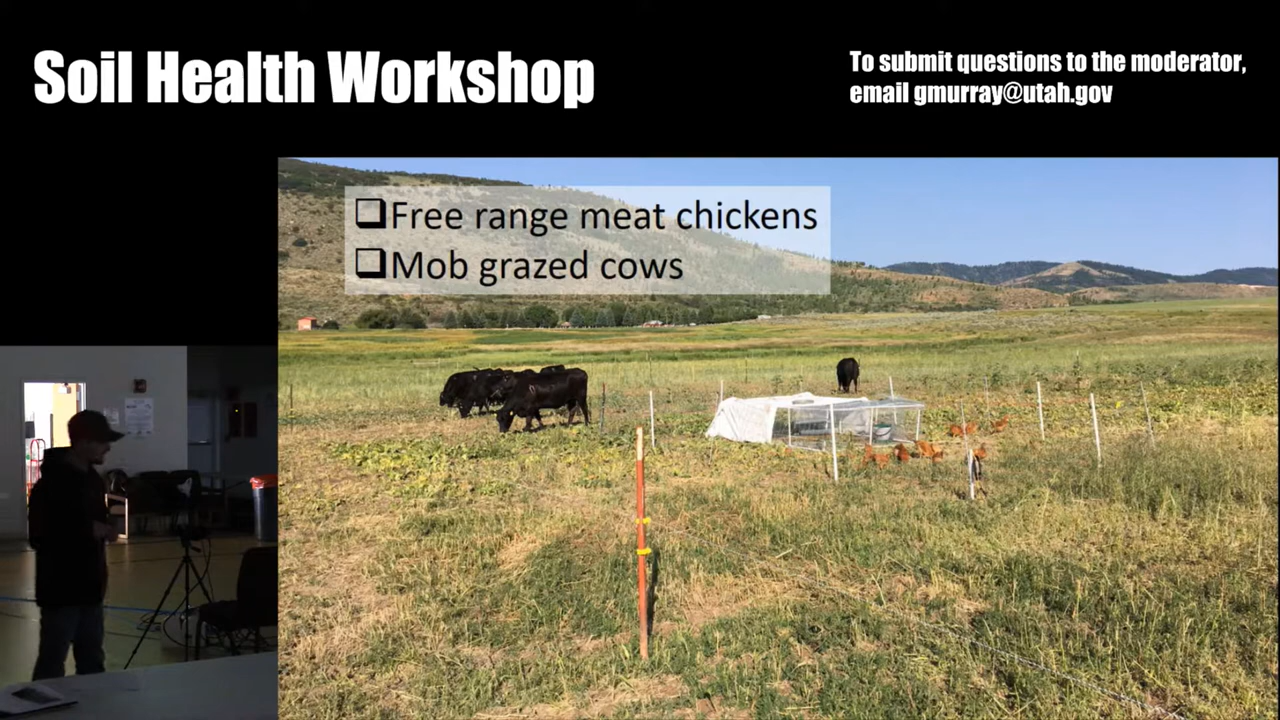 Soil Health Workshop
To submit questions to the moderator,
email gmurray@utah.gov
Free range meat chickens
Mob grazed cows